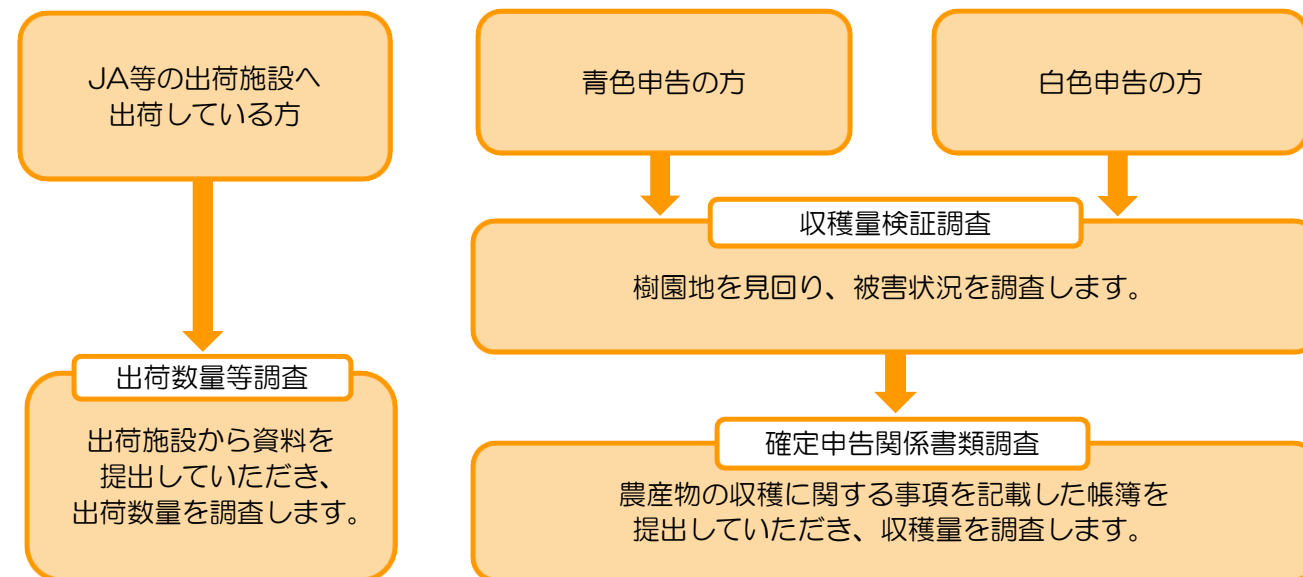 JA等の出荷施設へ
出荷している方
出荷数量等調査
出荷施設から資料を
提出していただき、
出荷数量を調査します。
青色申告の方
白色申告の方
収穫量検証調査
樹園地を見回り、被害状況を調査します。
確定申告関係書類調査
農産物の収穫に関する事項を記載した帳簿を
提出していただき、収穫量を調査します。